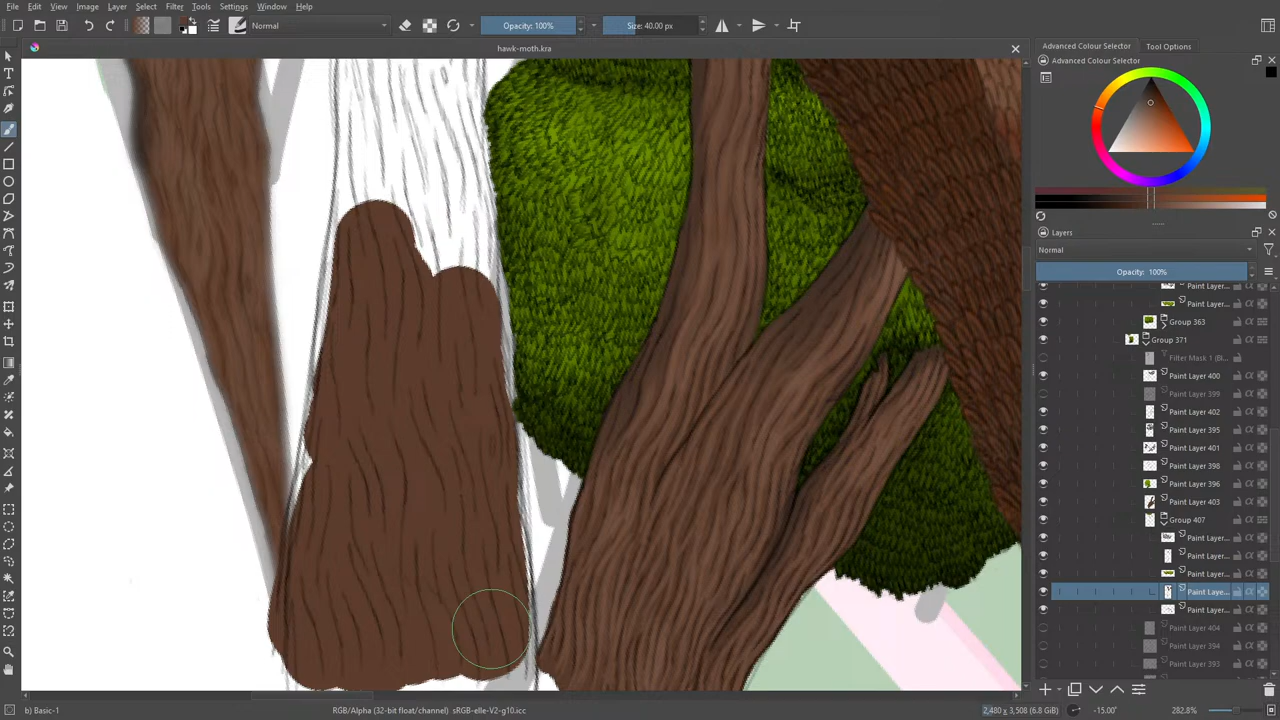 File Edit View Image Layer Select Filter Tools Settings Window Help
Normal
Opacity: 100%
Size: 40.00 px
hawk-moth.kra
Advanced Colour Selector
Tool Options
Advanced Colour Selector
Layers
Normal
Opacity: 100%
Paint Layer...
Paint Layer...
Group 363
Group 371
Filter Mask 1 (Bl...
Paint Layer 400
Paint Layer 399
Paint Layer 402
Paint Layer 395
Paint Layer 401
Paint Layer 398
Paint Layer 396
Paint Layer 403
Group 407
Paint Layer...
Paint Layer...
Paint Layer...
Paint Laye...
Paint Layer...
Paint Layer 404
Paint Layer 394
Paint Layer 393
b) Basic-1
RGB/Alpha (32-bit float/channel) sRGB-elle-V2-g10.icc
2,480 x 3,508 (6.8 GiB)
-15.00°
282.8%